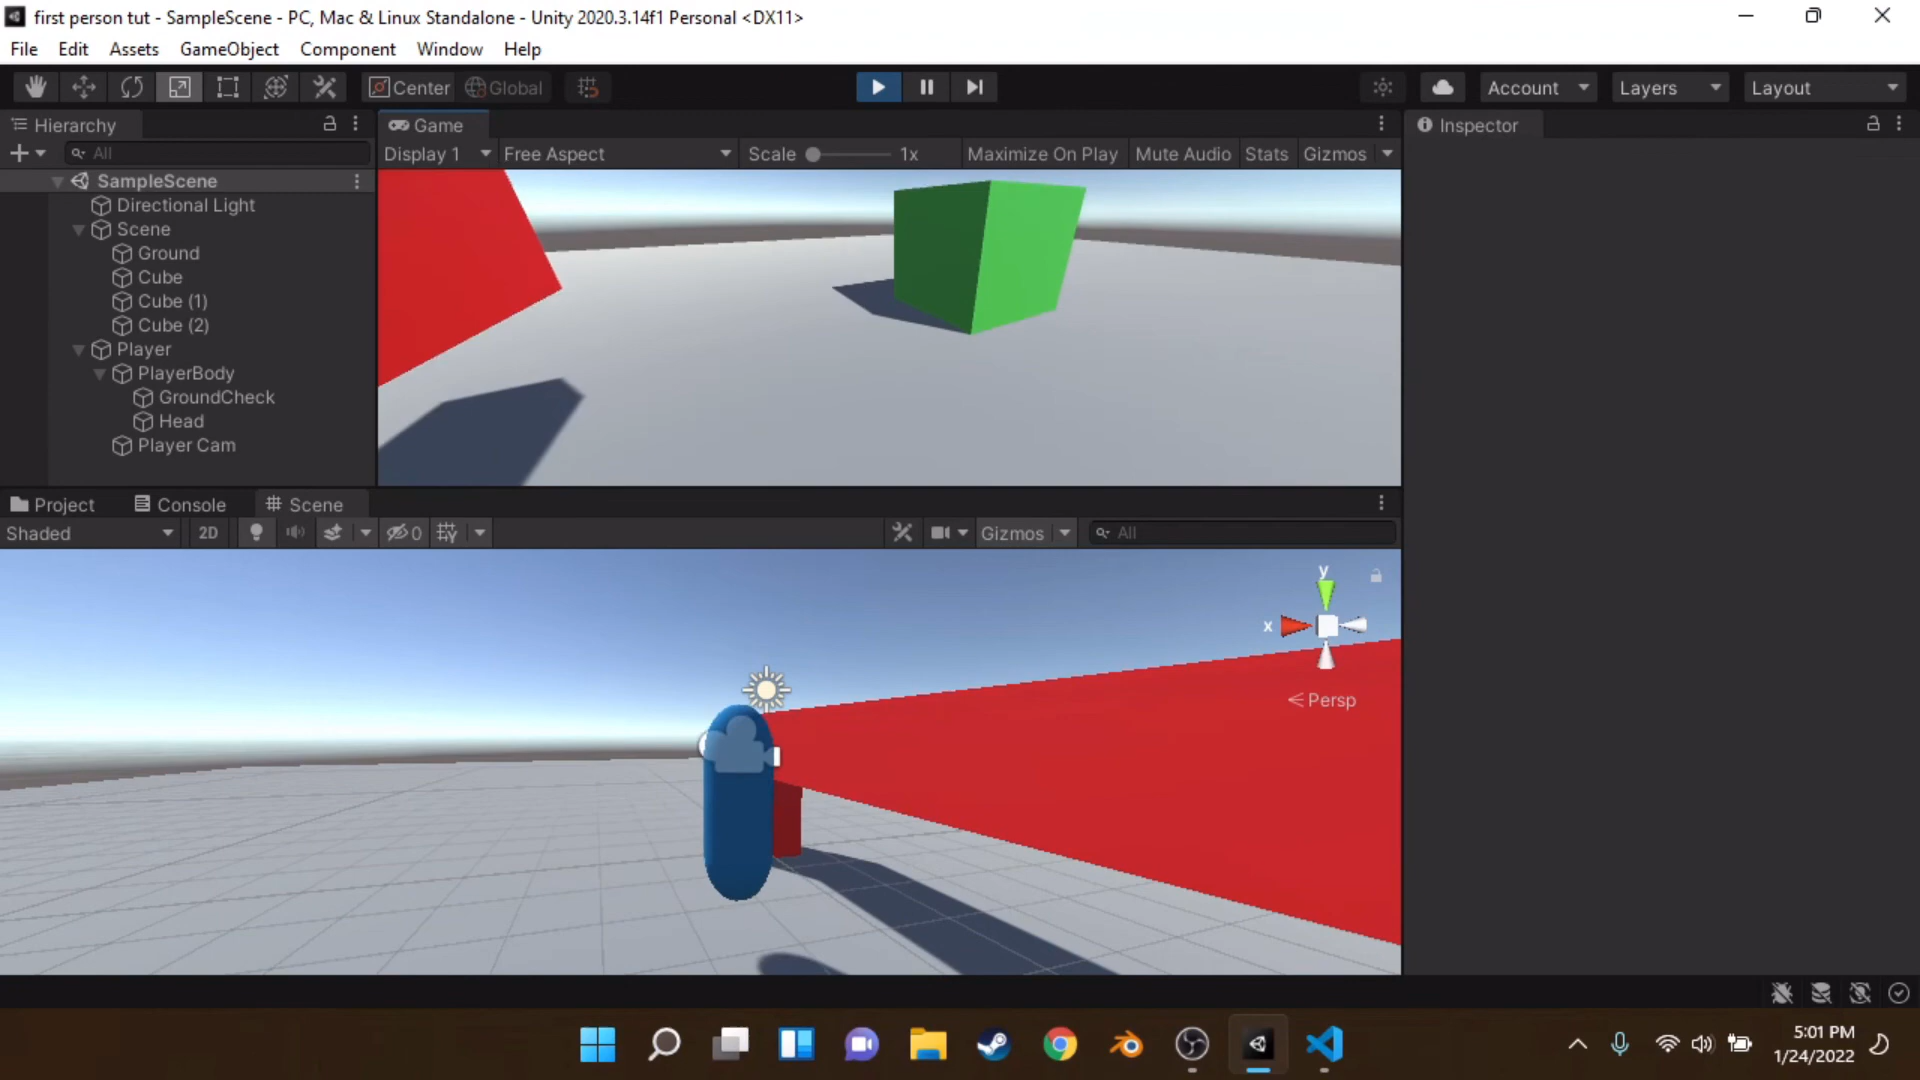 first person tut - SampleScene - PC, Mac & Linux Standalone - Unity 2020.3.14f1 Personal <DX11>
File Edit Assets GameObject Component Window Help
Center Global Account Layers Layout
Hierarchy
Game
Inspector
All
Display 1 Free Aspect Scale 1x Maximize On Play Mute Audio Stats Gizmos
SampleScene
Directional Light
Scene
Ground
Cube
Cube (1)
Cube (2)
Player
PlayerBody
GroundCheck
Head
Player Cam
Project Console Scene
Shaded 2D 0 Gizmos All
y
x
Persp
5:01 PM
1/24/2022